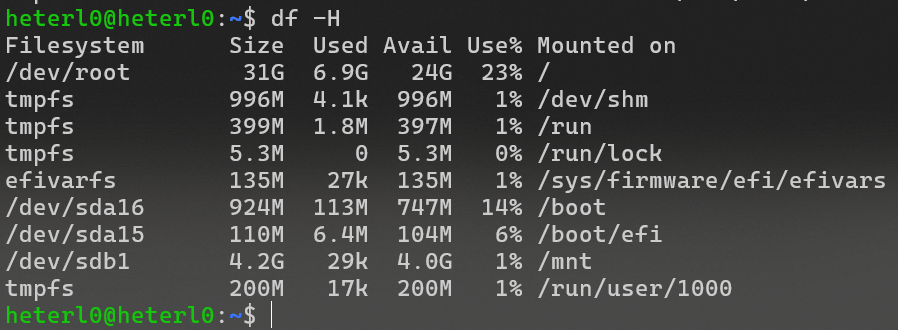 heterl0@heterl0:~$ df -H
Filesystem      Size  Used Avail Use% Mounted on
/dev/root        31G  6.9G   24G  23% /
tmpfs           996M  4.1k  996M   1% /dev/shm
tmpfs           399M  1.8M  397M   1% /run
tmpfs           5.3M     0  5.3M   0% /run/lock
efivarfs        135M   27k  135M   1% /sys/firmware/efi/efivars
/dev/sda16      924M  113M  747M  14% /boot
/dev/sda15      110M  6.4M  104M   6% /boot/efi
/dev/sdb1       4.2G   29k  4.0G   1% /mnt
tmpfs           200M   17k  200M   1% /run/user/1000
heterl0@heterl0:~$